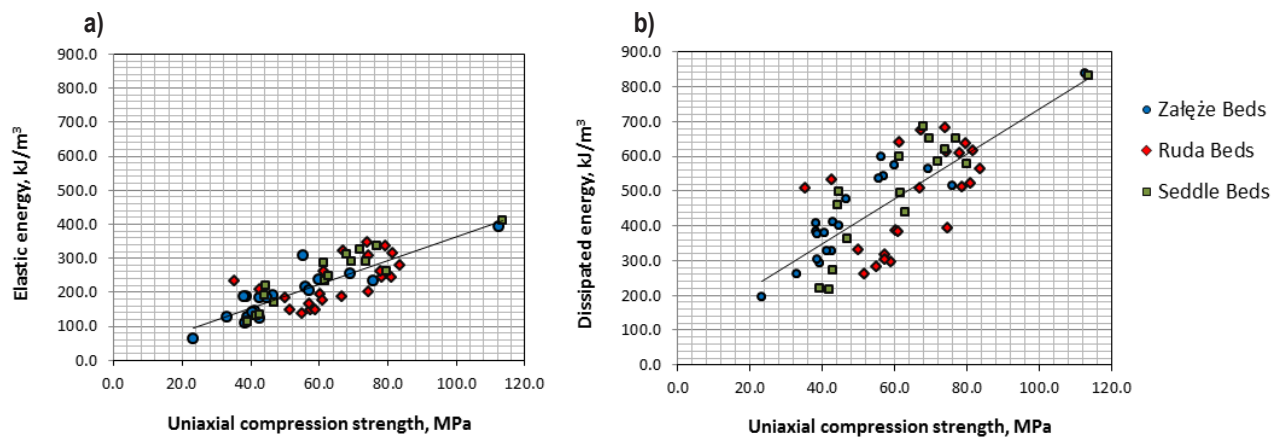 a)
900.0
800.0
700.0
600.0
500.0
400.0
300.0
200.0
100.0
0.0
Elastic energy, kJ/m³
0.0 20.0 40.0 60.0 80.0 100.0 120.0
Uniaxial compression strength, MPa
b)
900.0
800.0
700.0
600.0
500.0
400.0
300.0
200.0
100.0
0.0
Dissipated energy, kJ/m³
0.0 20.0 40.0 60.0 80.0 100.0 120.0
Uniaxial compression strength, MPa
Załęże Beds
Ruda Beds
Seddle Beds